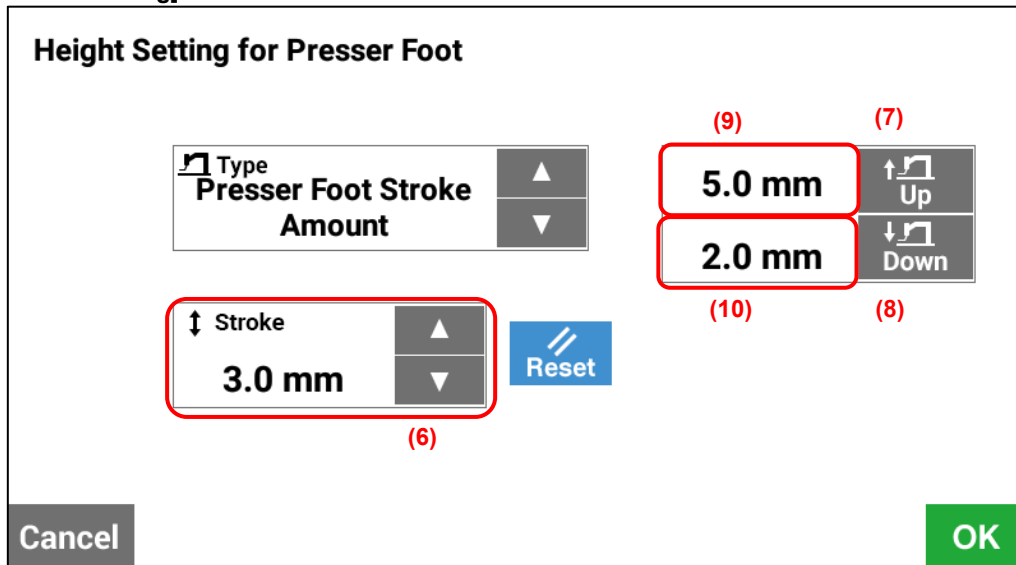 Height Setting for Presser Foot
(9)
(7)
Type
Presser Foot Stroke
Amount
▲
▼
5.0 mm
Up
2.0 mm
Down
(10)
(8)
Stroke
3.0 mm
▲
▼
Reset
(6)
Cancel
OK